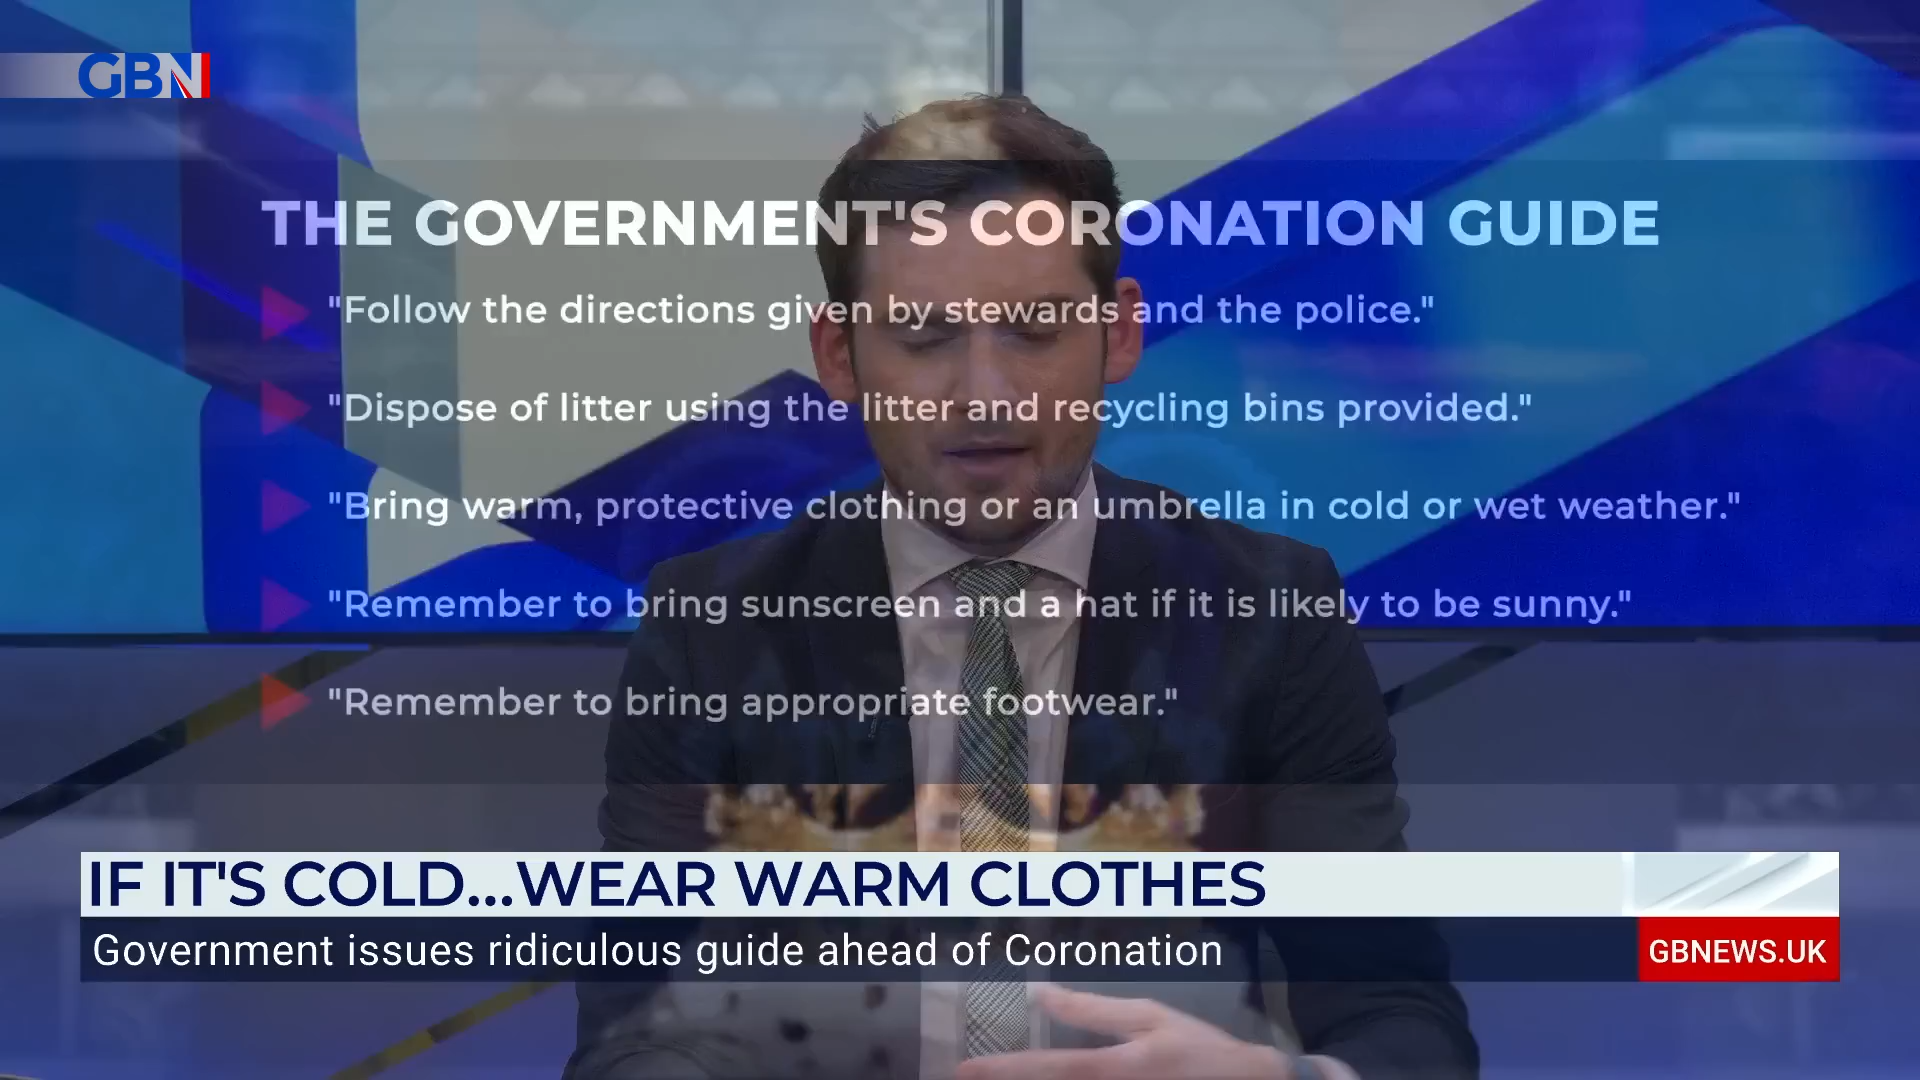 GBN
THE GOVERNMENT'S CORONATION GUIDE
"Follow the directions given by stewards and the police."
"Dispose of litter using the litter and recycling bins provided."
"Bring warm, protective clothing or an umbrella in cold or wet weather."
"Remember to bring sunscreen and a hat if it is likely to be sunny."
"Remember to bring appropriate footwear."
IF IT'S COLD...WEAR WARM CLOTHES
Government issues ridiculous guide ahead of Coronation
GBNEWS.UK